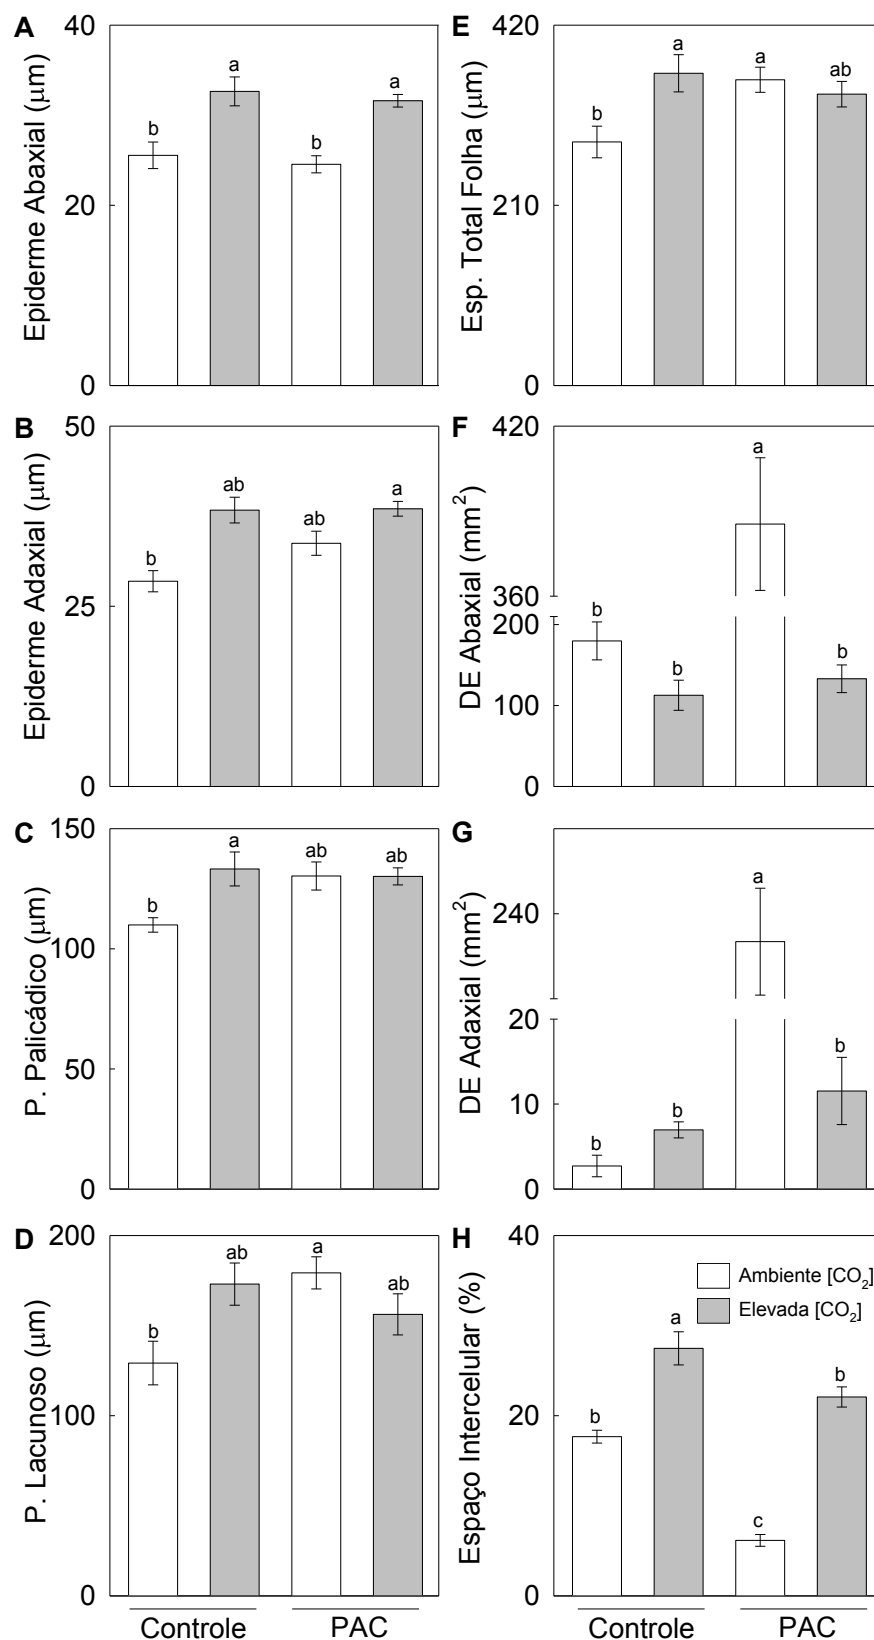 A
Epiderme Abaxial (μm)
40
20
0
b
a
b
a
E
Esp. Total Folha (μm)
420
210
0
b
a
a
ab
B
Epiderme Adaxial (μm)
50
25
0
b
ab
ab
a
F
DE Abaxial (mm²)
420
360
200
100
0
b
b
a
b
C
P. Palicádico (μm)
150
100
50
0
b
a
ab
ab
G
DE Adaxial (mm²)
240
20
10
0
b
b
a
b
D
P. Lacunoso (μm)
200
100
0
b
ab
a
ab
Controle
PAC
H
Espaço Intercelular (%)
40
20
0
Ambiente [CO₂]
Elevada [CO₂]
b
a
c
b
Controle
PAC